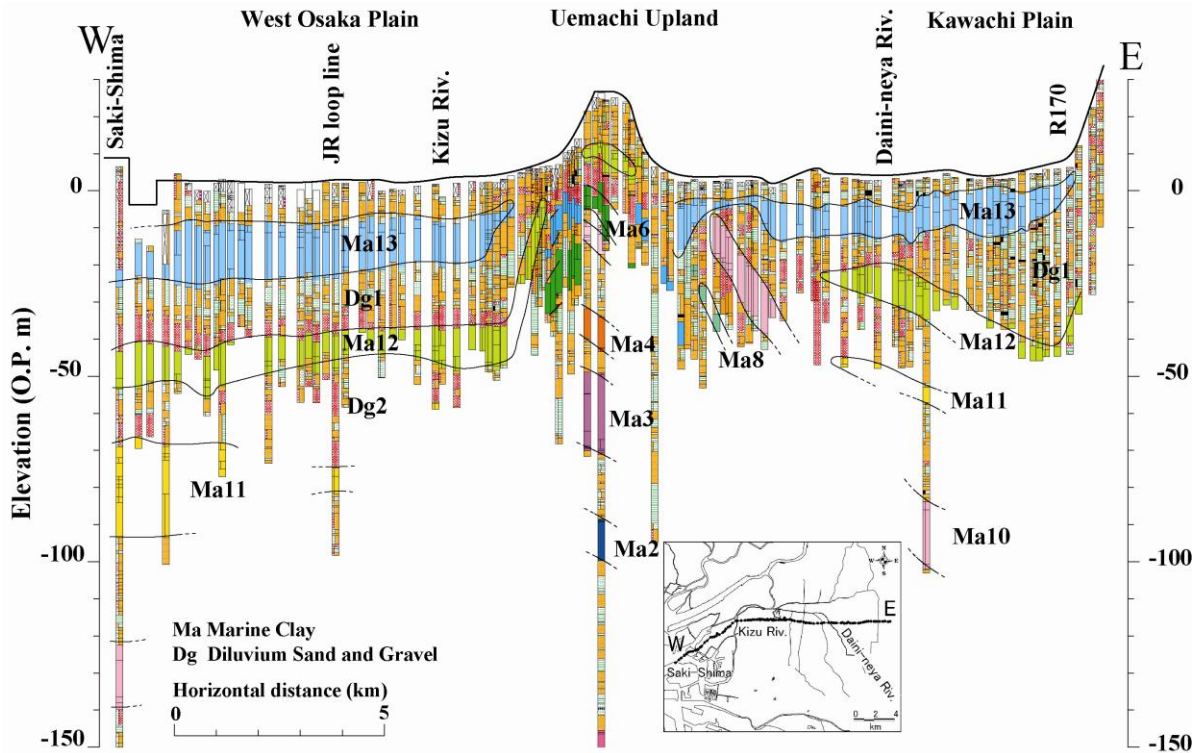 West Osaka Plain
Uemachi Upland
Kawachi Plain
W
E
Saki-Shima
JR loop line
Kizu Riv.
Daini-neya Riv.
R170
Elevation (O.P. m)
0
-50
-100
-150
0
-50
-100
-150
Ma13
Dg1
Ma12
Dg2
Ma11
Ma6
Ma4
Ma3
Ma2
Ma8
Ma13
Dg1
Ma12
Ma11
Ma10
Ma Marine Clay
Dg Diluvium Sand and Gravel
Horizontal distance (km)
0 5
W
E
Kizu Riv.
Saki-Shima
Daini-neya
Riv.
W E
N
S
km
0 2 4